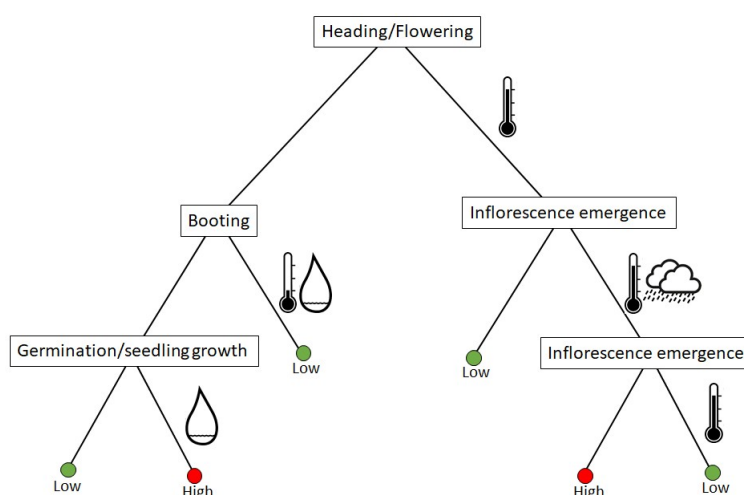 Heading/Flowering
Booting
Inflorescence emergence
Germination/seedling growth
Low
Low
Inflorescence emergence
Low
High
High
Low